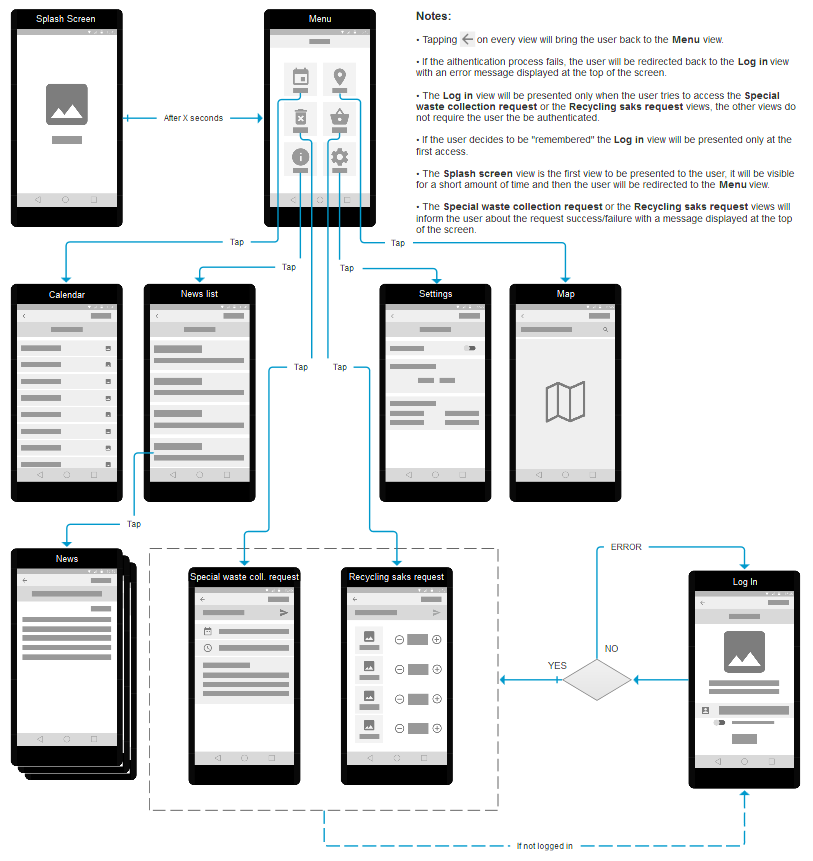 Splash Screen
Menu
After X seconds
Notes:
• Tapping ← on every view will bring the user back to the Menu view.
• If the aithentication process fails, the user will be redirected back to the Log in view
with an error message displayed at the top of the screen.
• The Log in view will be presented only when the user tries to access the Special
waste collection request or the Recycling saks request views, the other views do
not require the user the be authenticated.
• If the user decides to be "remembered" the Log in view will be presented only at the
first access.
• The Splash screen view is the first view to be presented to the user, it will be visible
for a short amount of time and then the user will be redirected to the Menu view.
• The Special waste collection request or the Recycling saks request views will
inform the user about the request success/failure with a message displayed at the top
of the screen.
Tap
Tap
Tap
Tap
Calendar
News list
Settings
Map
Tap
Tap
Tap
News
Special waste coll. request
Recycling saks request
ERROR
Log In
NO
YES
If not logged in